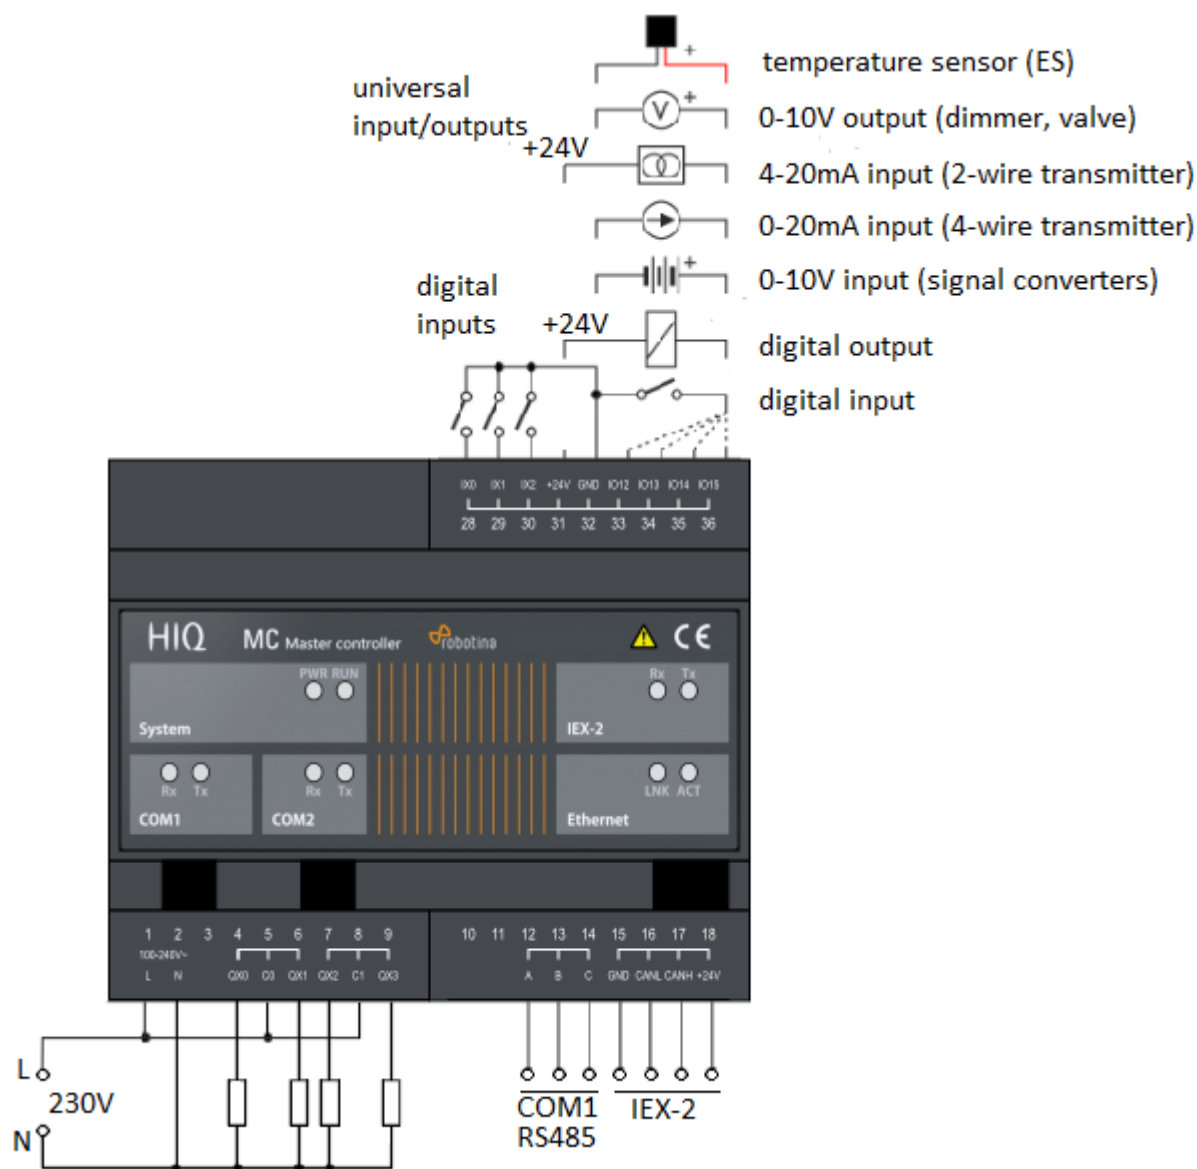 +
temperature sensor (ES)
universal
input/outputs
V
+
0-10V output (dimmer, valve)
+24V
4-20mA input (2-wire transmitter)
0-20mA input (4-wire transmitter)
digital
inputs
+
0-10V input (signal converters)
+24V
digital output
digital input
IX0 IX1 IX2 +24V GND IO12 IO13 IO14 IO15
28 29 30 31 32 33 34 35 36
HIQ MC Master controller robotina CE
PWR RUN
System
Rx Tx
IEX-2
Rx Tx
COM1
Rx Tx
COM2
LNK ACT
Ethernet
1 2 3 4 5 6 7 8 9
100-240V~
L N QX0 C0 QX1 QX2 C1 QX3
10 11 12 13 14 15 16 17 18
A B C GND CANL CANH +24V
L
230V
N
COM1
RS485
IEX-2